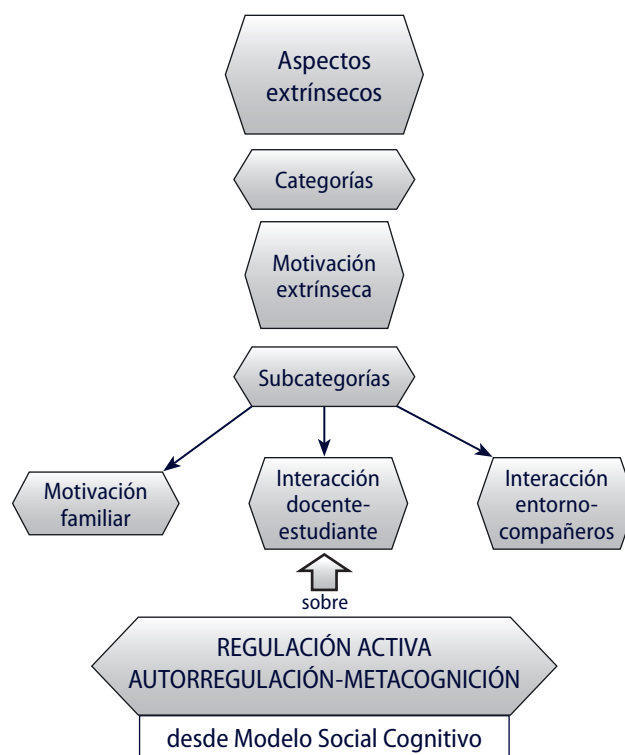 Aspectos
extrínsecos
Categorías
Motivación
extrínseca
Subcategorías
Motivación
familiar
Interacción
docente-
estudiante
Interacción
entorno-
compañeros
sobre
REGULACIÓN ACTIVA
AUTORREGULACIÓN-METACOGNICIÓN
desde Modelo Social Cognitivo